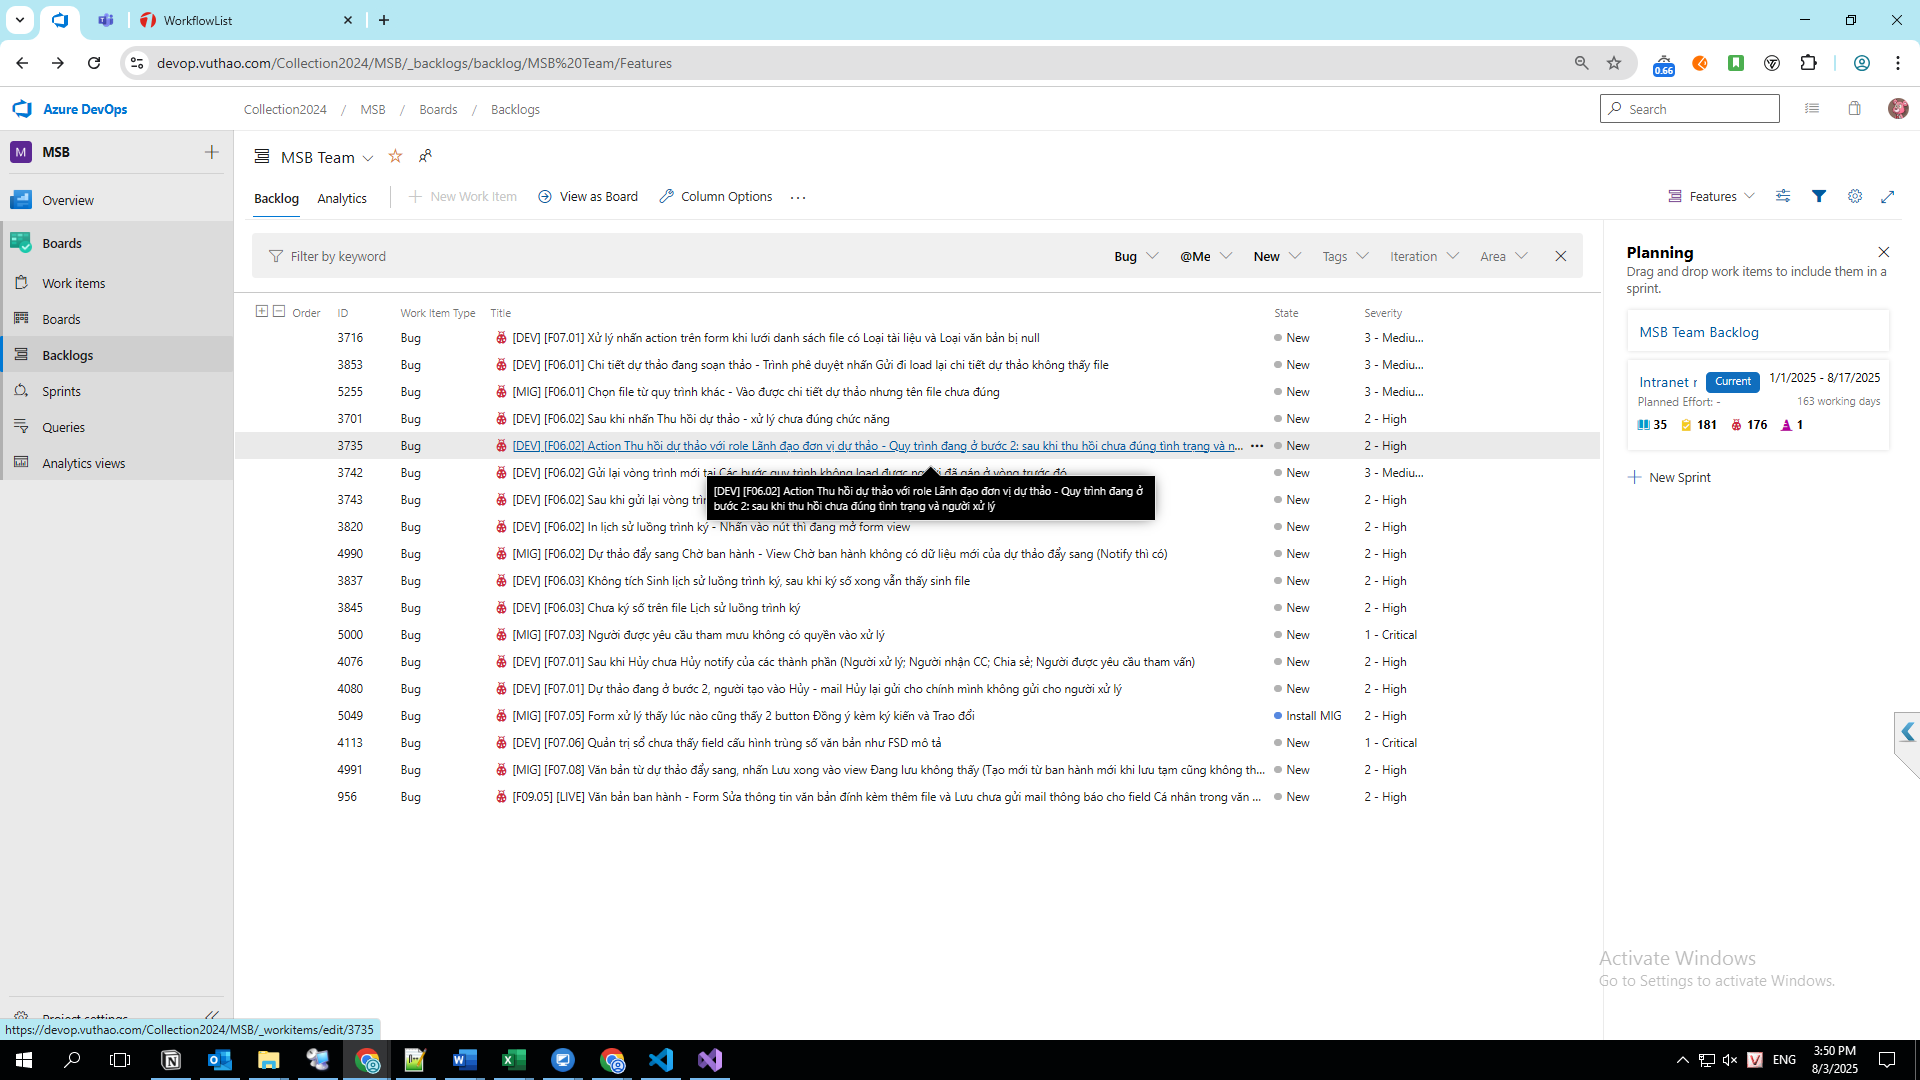 WorkflowList
devop.vuthao.com/Collection2024/MSB/_backlogs/backlog/MSB%20Team/Features
0.66
Azure DevOps
Collection2024 / MSB / Boards / Backlogs
Search
M MSB
Overview
Boards
Work items
Boards
Backlogs
Sprints
Queries
Analytics views
Project settings
MSB Team
Backlog Analytics New Work Item View as Board Column Options
Features
Filter by keyword Bug @Me New Tags Iteration Area
Order ID Work Item Type Title State Severity
3716 Bug [DEV] [F07.01] Xử lý nhấn action trên form khi lưới danh sách file có Loại tài liệu và Loại văn bản bị null New 3 - Mediu...
3853 Bug [DEV] [F06.01] Chi tiết dự thảo đang soạn thảo - Trình phê duyệt nhấn Gửi đi load lại chi tiết dự thảo không thấy file New 3 - Mediu...
5255 Bug [MIG] [F06.01] Chọn file từ quy trình khác - Vào được chi tiết dự thảo nhưng tên file chưa đúng New 3 - Mediu...
3701 Bug [DEV] [F06.02] Sau khi nhấn Thu hồi dự thảo - xử lý chưa đúng chức năng New 2 - High
3735 Bug [DEV] [F06.02] Action Thu hồi dự thảo với role Lãnh đạo đơn vị dự thảo - Quy trình đang ở bước 2: sau khi thu hồi chưa đúng tình trạng và n... New 2 - High
3742 Bug [DEV] [F06.02] Gửi lại vòng trình mới tại Các bước quy trình không load được người đã gán ở vòng trước đó New 3 - Mediu...
[DEV] [F06.02] Action Thu hồi dự thảo với role Lãnh đạo đơn vị dự thảo - Quy trình đang ở
bước 2: sau khi thu hồi chưa đúng tình trạng và người xử lý
3743 Bug [DEV] [F06.02] Sau khi gửi lại vòng New 2 - High
3820 Bug [DEV] [F06.02] In lịch sử luồng trình ký - Nhấn vào nút thì đang mở form view New 2 - High
4990 Bug [MIG] [F06.02] Dự thảo đẩy sang Chờ ban hành - View Chờ ban hành không có dữ liệu mới của dự thảo đẩy sang (Notify thì có) New 2 - High
3837 Bug [DEV] [F06.03] Không tích Sinh lịch sử luồng trình ký, sau khi ký số xong vẫn thấy sinh file New 2 - High
3845 Bug [DEV] [F06.03] Chưa ký số trên file Lịch sử luồng trình ký New 2 - High
5000 Bug [MIG] [F07.03] Người được yêu cầu tham mưu không có quyền vào xử lý New 1 - Critical
4076 Bug [DEV] [F07.01] Sau khi Hủy chưa Hủy notify của các thành phần (Người xử lý; Người nhận CC; Chia sẻ; Người được yêu cầu tham vấn) New 2 - High
4080 Bug [DEV] [F07.01] Dự thảo đang ở bước 2, người tạo vào Hủy - mail Hủy lại gửi cho chính mình không gửi cho người xử lý New 2 - High
5049 Bug [MIG] [F07.05] Form xử lý thấy lúc nào cũng thấy 2 button Đồng ý kèm ký kiến và Trao đổi Install MIG 2 - High
4113 Bug [DEV] [F07.06] Quản trị sổ chưa thấy field cấu hình trùng số văn bản như FSD mô tả New 1 - Critical
4991 Bug [MIG] [F07.08] Văn bản từ dự thảo đẩy sang, nhấn Lưu xong vào view Đang lưu không thấy (Tạo mới từ ban hành mới khi lưu tạm cũng không th... New 2 - High
956 Bug [F09.05] [LIVE] Văn bản ban hành - Form Sửa thông tin văn bản đính kèm thêm file và Lưu chưa gửi mail thông báo cho field Cá nhân trong văn ... New 2 - High
Planning
Drag and drop work items to include them in a
sprint.
MSB Team Backlog
Intranet Current 1/1/2025 - 8/17/2025
Planned Effort: - 163 working days
35 181 176 1
New Sprint
Activate Windows
Go to Settings to activate Windows.
https://devop.vuthao.com/Collection2024/MSB/_workitems/edit/3735
V ENG
3:50 PM
8/3/2025